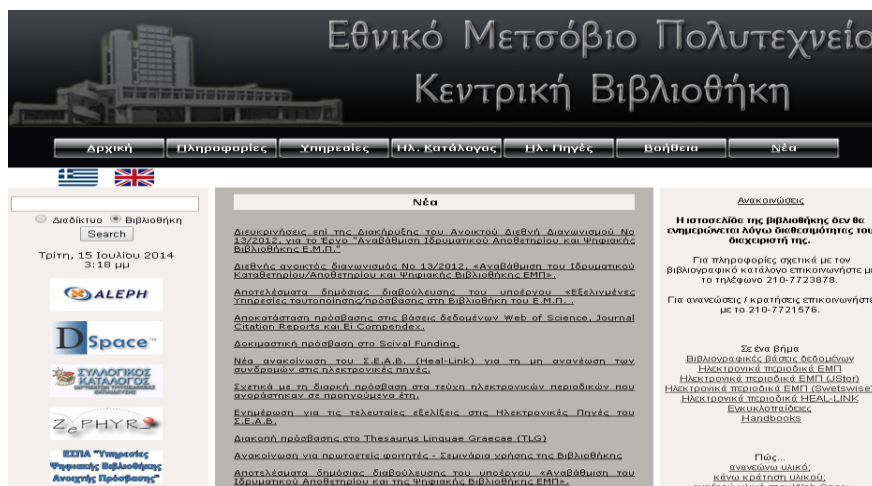 Εθνικό Μετσόβιο Πολυτεχνείο
Κεντρική Βιβλιοθήκη
Αρχική Πληροφορίες Υπηρεσίες Ηλ. Κατάλογος Ηλ. Πηγές Βοήθεια Νέα
Διαδίκτυο Βιβλιοθήκη
Search
Τρίτη, 15 Ιουλίου 2014
3:18 μμ
ALEPH
DSpace™
ΣΥΛΛΟΓΙΚΟΣ
ΚΑΤΑΛΟΓΟΣ
ZePHYR
ΕΣΠΑ "Υπηρεσίες
Ψηφιακής Βιβλιοθήκης
Ανοιχτής Πρόσβασης"
Νέα
Διευκρινήσεις επί της Διακήρυξης του Ανοικτού Διεθνή Διαγωνισμού Νο
13/2012, για το Έργο "Αναβάθμιση Ιδρυματικού Αποθετηρίου και Ψηφιακής
Βιβλιοθήκης Ε.Μ.Π."
Διεθνής ανοικτός διαγωνισμός Νο 13/2012, «Αναβάθμιση του Ιδρυματικού
Καταθετηρίου/Αποθετηρίου και Ψηφιακής Βιβλιοθήκης ΕΜΠ».
Αποτελέσματα δημόσιας διαβούλευσης του υποέργου «Εξελιγμένες
Υπηρεσίες ταυτοποίησης/πρόσβασης στη Βιβλιοθήκη του Ε.Μ.Π. .
Αποκατάσταση πρόσβασης στις βάσεις δεδομένων Web of Science, Journal
Citation Reports και Ei Compendex.
Δοκιμαστική πρόσβαση στο Scival Funding.
Νέα ανακοίνωση του Σ.Ε.Α.Β. (Heal-Link) για τη μη ανανέωση των
συνδρομών στις ηλεκτρονικές πηγές.
Σχετικά με τη διαρκή πρόσβαση στα τεύχη ηλεκτρονικών περιοδικών που
αγοράστηκαν σε προηγούμενα έτη.
Ενημέρωση για τις τελευταίες εξελίξεις στις Ηλεκτρονικές Πηγές του
Σ.Ε.Α.Β.
Διακοπή πρόσβασης στο Thesaurus Linguae Graecae (TLG)
Ανακοίνωση για πρωτοετείς φοιτητές - Σεμινάρια χρήσης της Βιβλιοθήκης
Αποτελέσματα δημόσιας διαβούλευσης του υποέργου «Αναβάθμιση του
Ιδρυματικού Αποθετηρίου και της Ψηφιακής Βιβλιοθήκης ΕΜΠ».
Ανακοινώσεις
Η ιστοσελίδα της βιβλιοθήκης δεν θα
ενημερώνεται λόγω διαθεσιμότητας του
διαχειριστή της.
Για πληροφορίες σχετικά με τον
βιβλιογραφικό κατάλογο επικοινωνήστε με
το τηλέφωνο 210-7723878.
Για ανανεώσεις / κρατήσεις επικοινωνήστε
με το 210-7721576.
Σε ένα βήμα
Βιβλιογραφικές βάσεις δεδομένων
Ηλεκτρονικά περιοδικά ΕΜΠ
Ηλεκτρονικά περιοδικά ΕΜΠ (JStor)
Ηλεκτρονικά περιοδικά ΕΜΠ (Swetswise)
Ηλεκτρονικά περιοδικά HEAL-LINK
Εγκυκλοπαίδειες
Handbooks
Πώς...
ανανεώνω υλικό;
κάνω κράτηση υλικού;